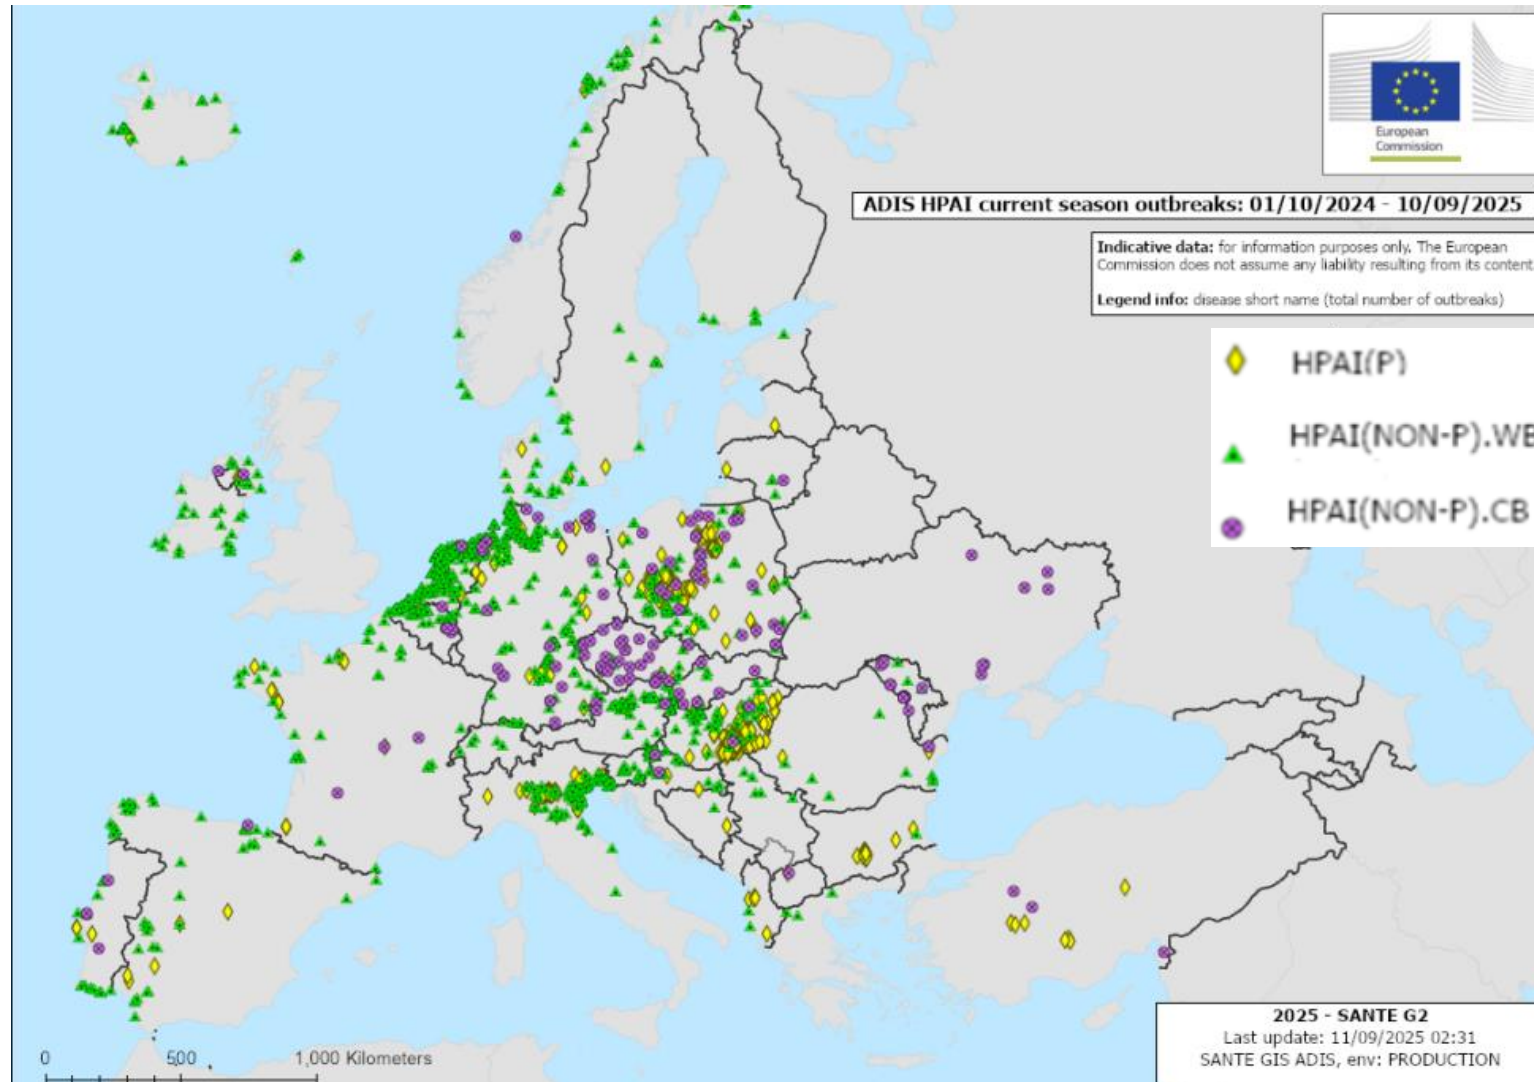 European
Commission
ADIS HPAI current season outbreaks: 01/10/2024 - 10/09/2025
Indicative data: for information purposes only. The European
Commission does not assume any liability resulting from its content
Legend info: disease short name (total number of outbreaks)
HPAI(P)
HPAI(NON-P).WB
HPAI(NON-P).CB
2025 - SANTE G2
Last update: 11/09/2025 02:31
SANTE GIS ADIS, env: PRODUCTION
0 500 1,000 Kilometers